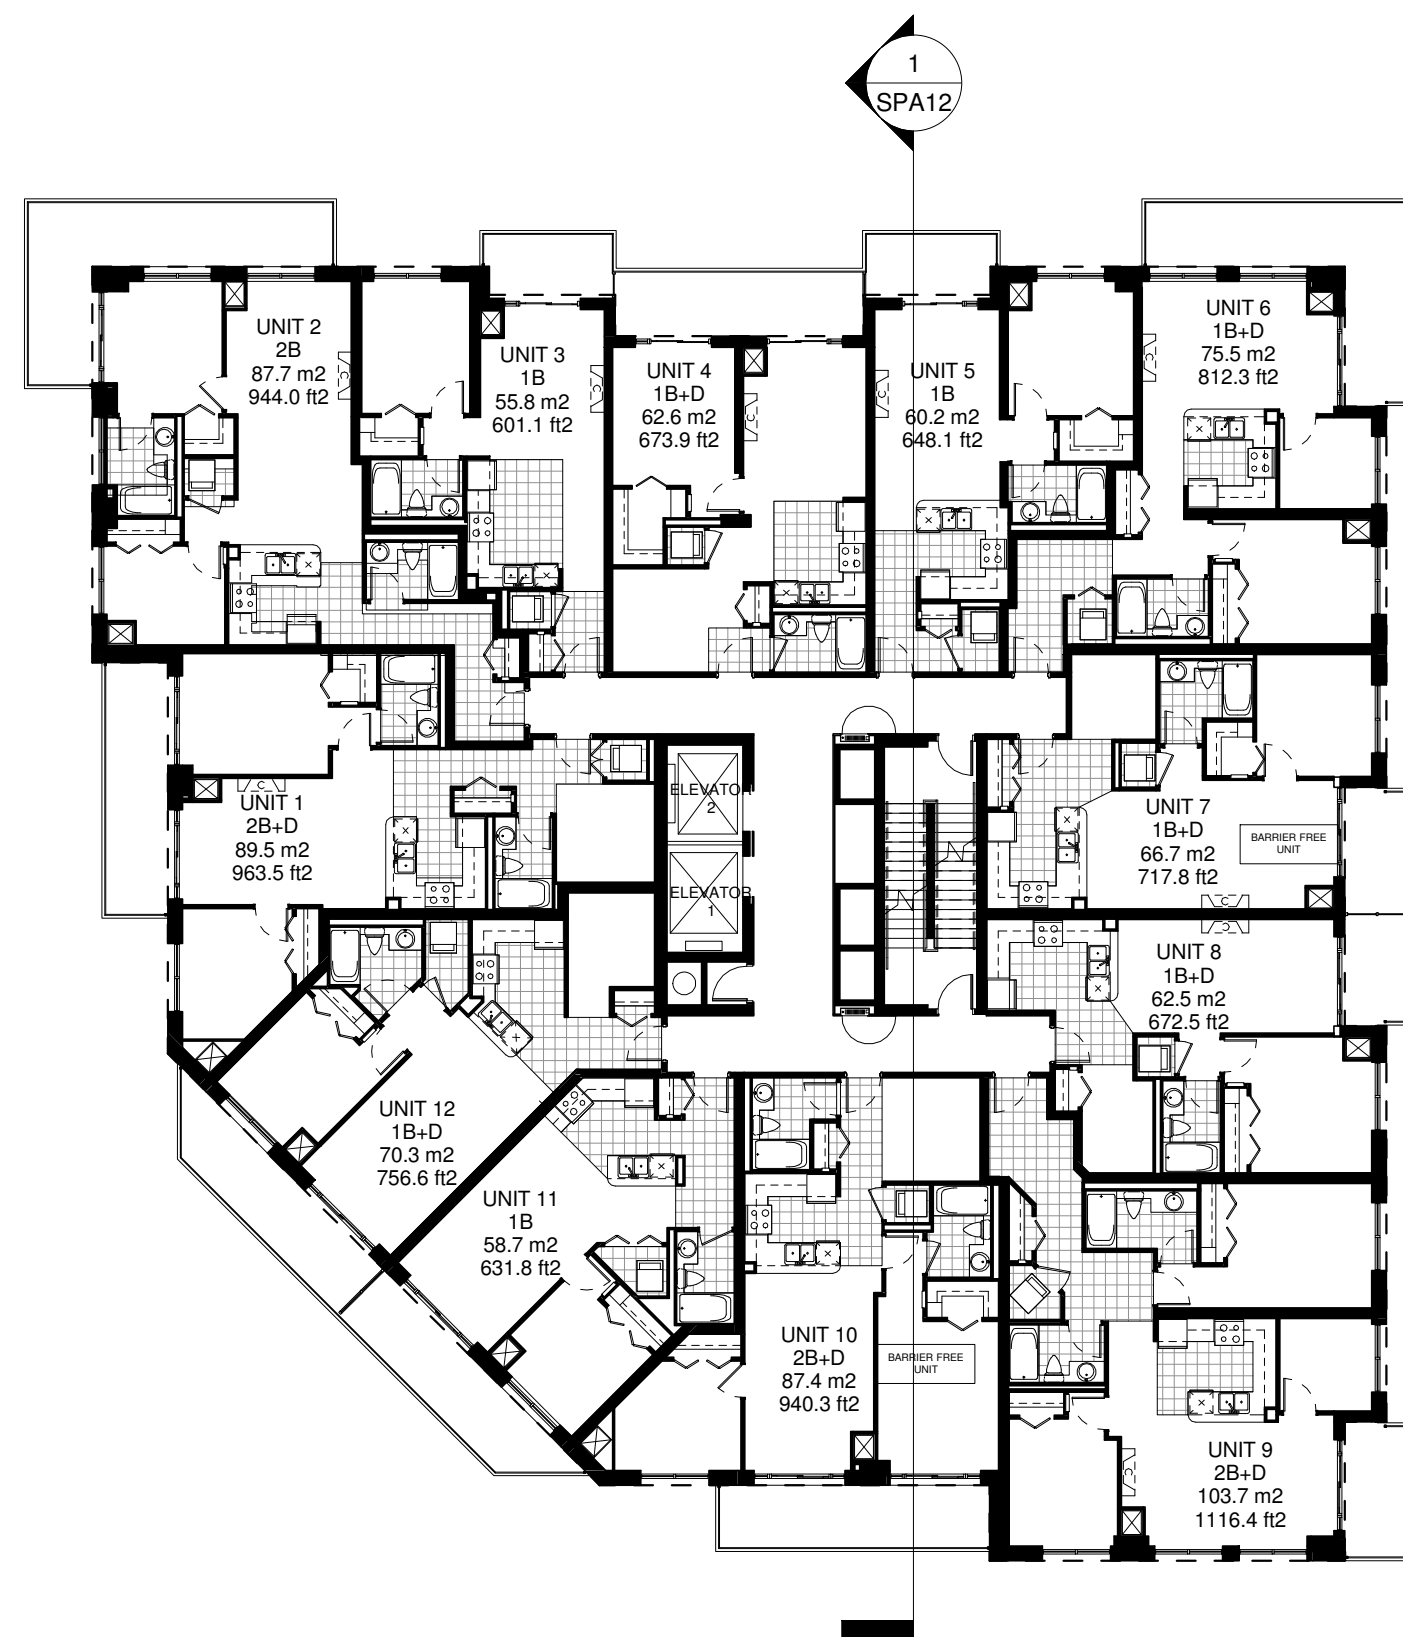 1
SPA12
UNIT 2
2B
87.7 m2
944.0 ft2
UNIT 3
1B
55.8 m2
601.1 ft2
UNIT 4
1B+D
62.6 m2
673.9 ft2
UNIT 5
1B
60.2 m2
648.1 ft2
UNIT 6
1B+D
75.5 m2
812.3 ft2
C
C
C
C
C
UNIT 1
2B+D
89.5 m2
963.5 ft2
C
ELEVATOR
2
ELEVATOR
1
UNIT 7
1B+D
66.7 m2
717.8 ft2
BARRIER FREE
UNIT
C
C
UNIT 8
1B+D
62.5 m2
672.5 ft2
UNIT 12
1B+D
70.3 m2
756.6 ft2
UNIT 11
1B
58.7 m2
631.8 ft2
UNIT 10
2B+D
87.4 m2
940.3 ft2
BARRIER FREE
UNIT
UNIT 9
2B+D
103.7 m2
1116.4 ft2
C